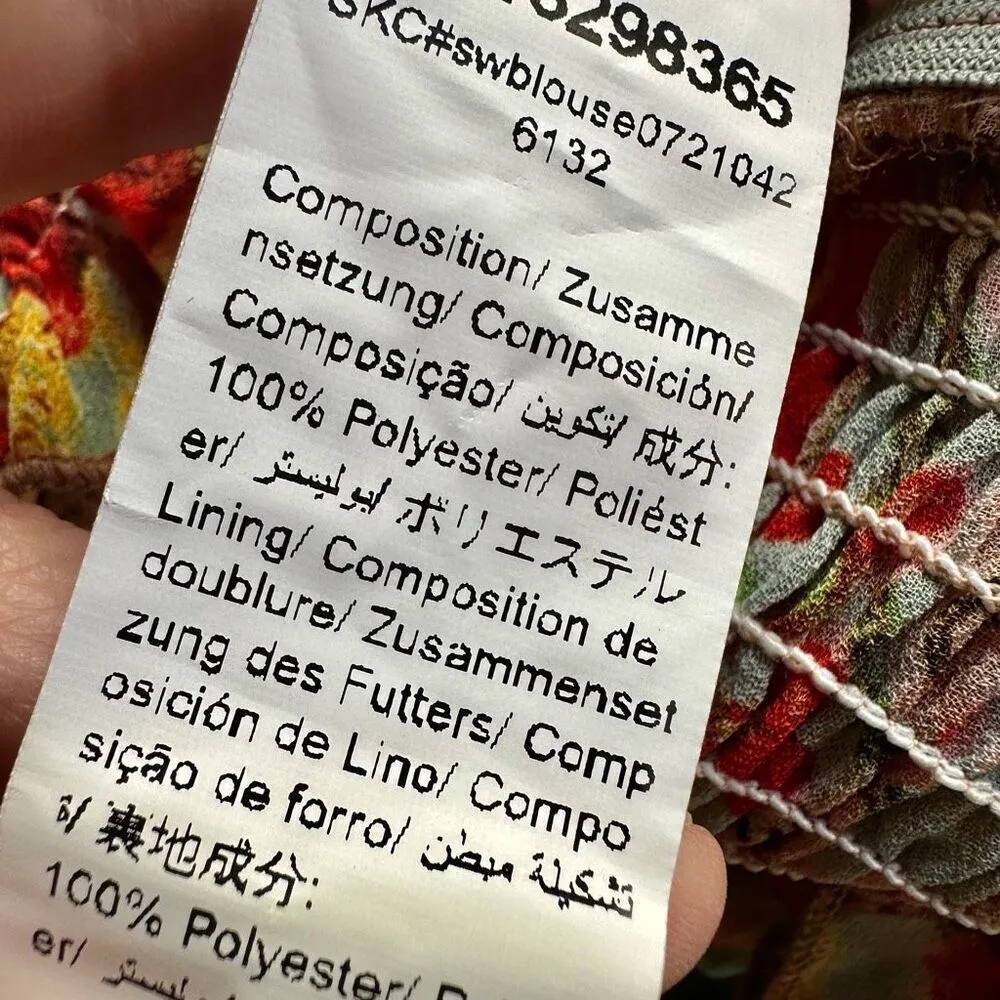 298365
SKC#swblouse0721042
6132
Composition/ Zusamme
nsetzung/ Composición/
Composição/ تكوين/ 成分:
100% Polyester/ Poliést
er/ بوليستر/ ポリエステル
Lining/ Composition de
doublure/ Zusammenset
zung des Futters/ Comp
osición de Lino/ Compo
sição de forro/ تشكيلة مبطن
ة/ 裏地成分:
100% Polyester/
er/